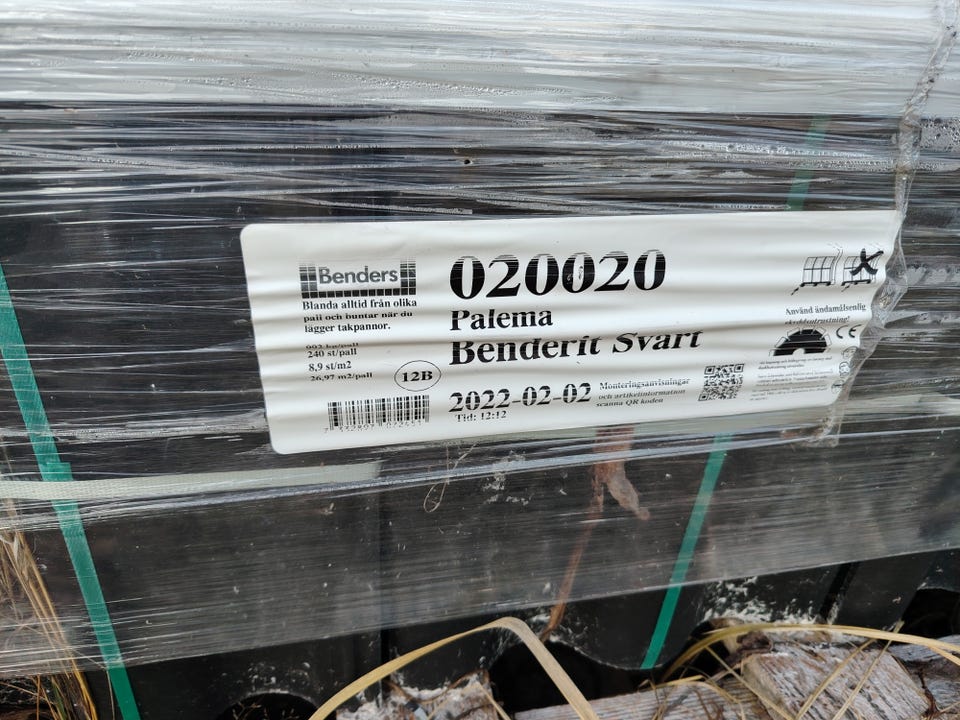 Benders
Blanda alltid från olika
pall och buntar när du
lägger takpannor.
240 st/pall
8,9 st/m2
26,97 m2/pall
12B
020020
Palema
Benderit Svart
2022-02-02
Tid: 12:12
Monteringsanvisningar
och artikelinformation
scanna QR koden
Använd ändamålsenlig
skyddsutrustning!
CE